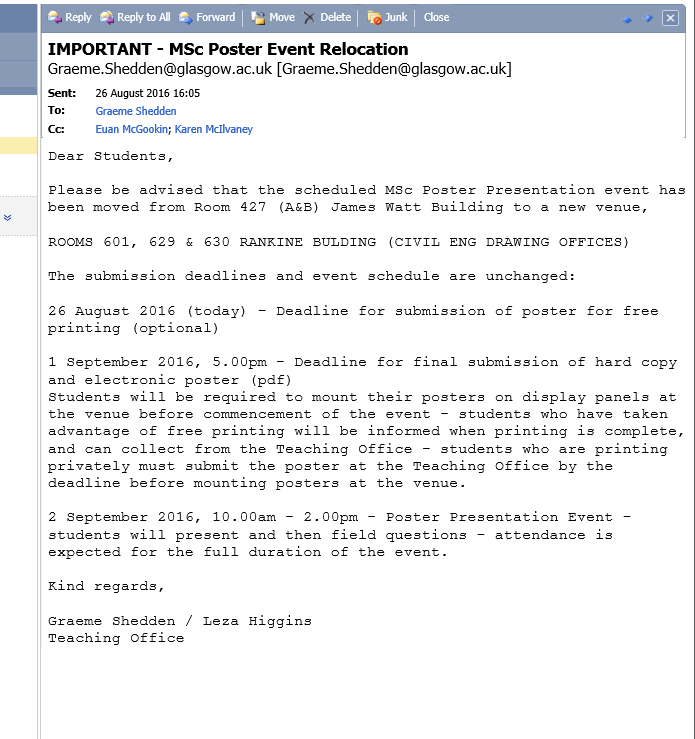 Reply Reply to All Forward Move Delete Junk Close
IMPORTANT - MSc Poster Event Relocation
Graeme.Shedden@glasgow.ac.uk [Graeme.Shedden@glasgow.ac.uk]
Sent: 26 August 2016 16:05
To: Graeme Shedden
Cc: Euan McGookin; Karen McIlvaney
Dear Students,
Please be advised that the scheduled MSc Poster Presentation event has
been moved from Room 427 (A&B) James Watt Building to a new venue,
ROOMS 601, 629 & 630 RANKINE BULDING (CIVIL ENG DRAWING OFFICES)
The submission deadlines and event schedule are unchanged:
26 August 2016 (today) – Deadline for submission of poster for free
printing (optional)
1 September 2016, 5.00pm – Deadline for final submission of hard copy
and electronic poster (pdf)
Students will be required to mount their posters on display panels at
the venue before commencement of the event – students who have taken
advantage of free printing will be informed when printing is complete,
and can collect from the Teaching Office – students who are printing
privately must submit the poster at the Teaching Office by the
deadline before mounting posters at the venue.
2 September 2016, 10.00am – 2.00pm – Poster Presentation Event –
students will present and then field questions – attendance is
expected for the full duration of the event.
Kind regards,
Graeme Shedden / Leza Higgins
Teaching Office